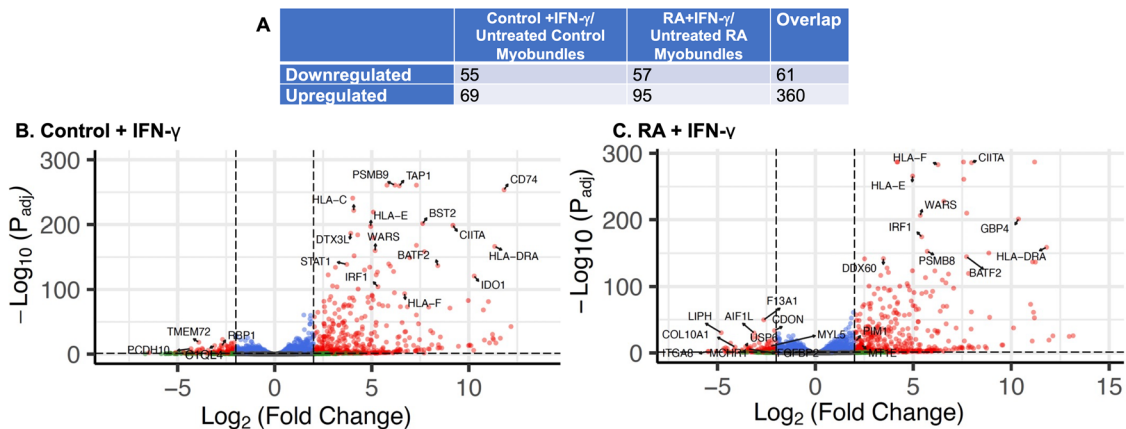 A
Control +IFN-γ/
Untreated Control
Myobundles
RA+IFN-γ/
Untreated RA
Myobundles
Overlap
Downregulated 55 57 61
Upregulated 69 95 360
B. Control + IFN-γ
300
200
100
0
−Log10 (Padj)
PSMB9
TAP1
CD74
HLA−C
HLA−E
BST2
DTX3L
WARS
CIITA
STAT1
BATF2
HLA−DRA
IRF1
IDO1
HLA−F
TMEM72
RBP1
PCDH10
C1QL4
−5
0
5
10
Log2 (Fold Change)
C. RA + IFN-γ
300
200
100
0
−Log10 (Padj)
HLA−F
CIITA
HLA−E
WARS
IRF1
GBP4
PSMB8
HLA−DRA
DDX60
BATF2
F13A1
LIPH
AIF1L
CDON
COL10A1
USP6
MYL5
PIM1
ITGA8
MCHR1
FGFBP2
MT1E
−5
0
5
10
15
Log2 (Fold Change)